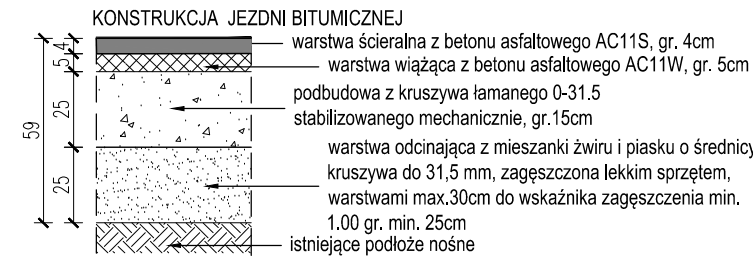 KONSTRUKCJA JEZDNI BITUMICZNEJ
warstwa ścieralna z betonu asfaltowego AC11S, gr. 4cm
warstwa wiążąca z betonu asfaltowego AC11W, gr. 5cm
podbudowa z kruszywa łamanego 0-31.5
stabilizowanego mechanicznie, gr.15cm
warstwa odcinająca z mieszanki żwiru i piasku o średnicy
kruszywa do 31,5 mm, zagęszczona lekkim sprzętem,
warstwami max.30cm do wskaźnika zagęszczenia min.
1.00 gr. min. 25cm
istniejące podłoże nośne
59
4
5
25
25